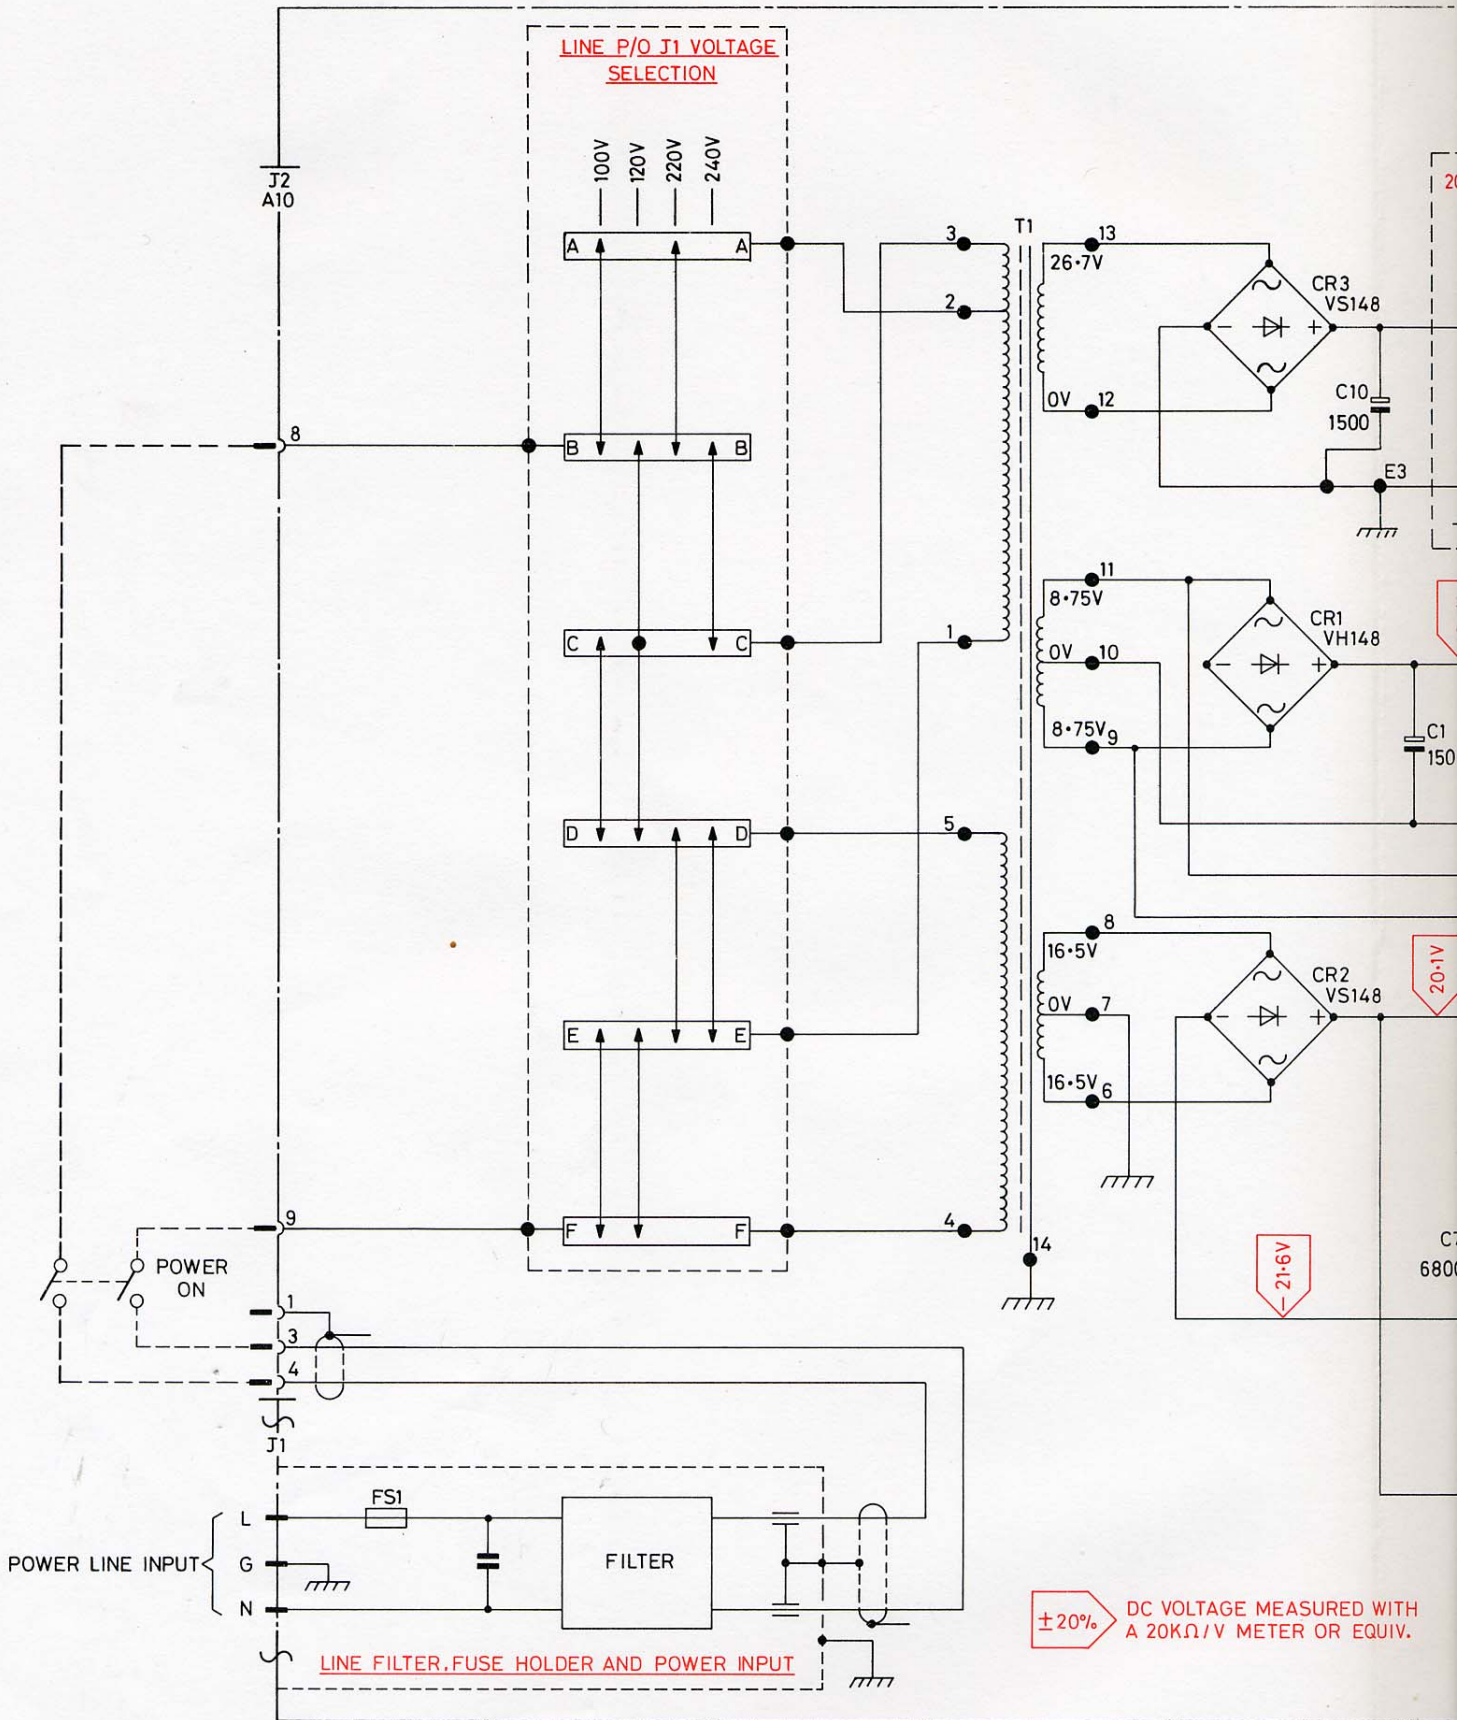 LINE P/O J1 VOLTAGE
SELECTION
100V
120V
220V
240V
J2
A10
A A
3
T1
13
26·7V
2
CR3
VS148
- +
0V 12
C10
1500
E3
20
8
B B
11
8·75V
CR1
VH148
C C
1
0V 10
- +
8·75V 9
C1
150
D D
5
8
16·5V
CR2
VS148
20·1V
0V 7
- +
E E
16·5V 6
9
F F
4
14
POWER
ON
-21·6V
C7
6800
1
3
4
J1
FS1
L
POWER LINE INPUT
G
FILTER
N
±20%
DC VOLTAGE MEASURED WITH
A 20KΩ/V METER OR EQUIV.
LINE FILTER, FUSE HOLDER AND POWER INPUT